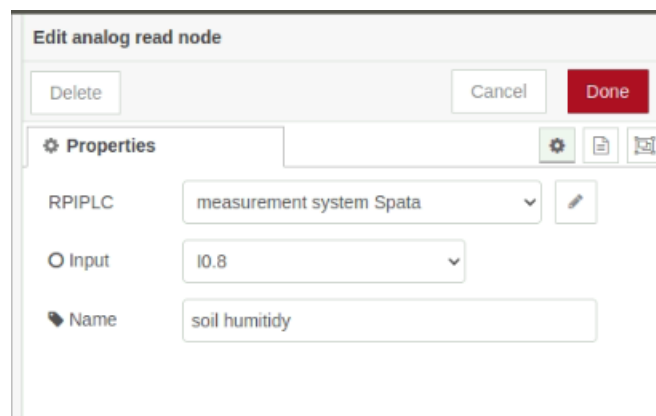 Edit analog read node
Delete Cancel Done
Properties
RPIPLC measurement system Spata
Input I0.8
Name soil humitidy